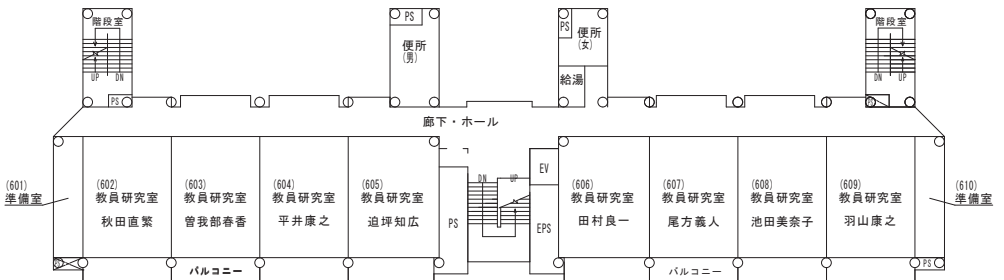 階段室
UP
DN
PS
PS
便所
(男)
PS
便所
(女)
給湯
階段室
DN
UP
廊下・ホール
(601)
準備室
(602)
教員研究室
秋田直繁
(603)
教員研究室
曽我部春香
(604)
教員研究室
平井康之
(605)
教員研究室
迫坪知広
PS
DN
UP
EV
EPS
(606)
教員研究室
田村良一
(607)
教員研究室
尾方義人
(608)
教員研究室
池田美奈子
(609)
教員研究室
羽山康之
(610)
準備室
バルコニー
バルコニー
PS